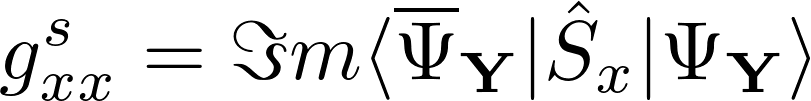 $g^{s}_{xx} = \Im m \langle \overline{\Psi}_{\mathbf{Y}} | \hat{S}_x | \Psi_{\mathbf{Y}} \rangle$